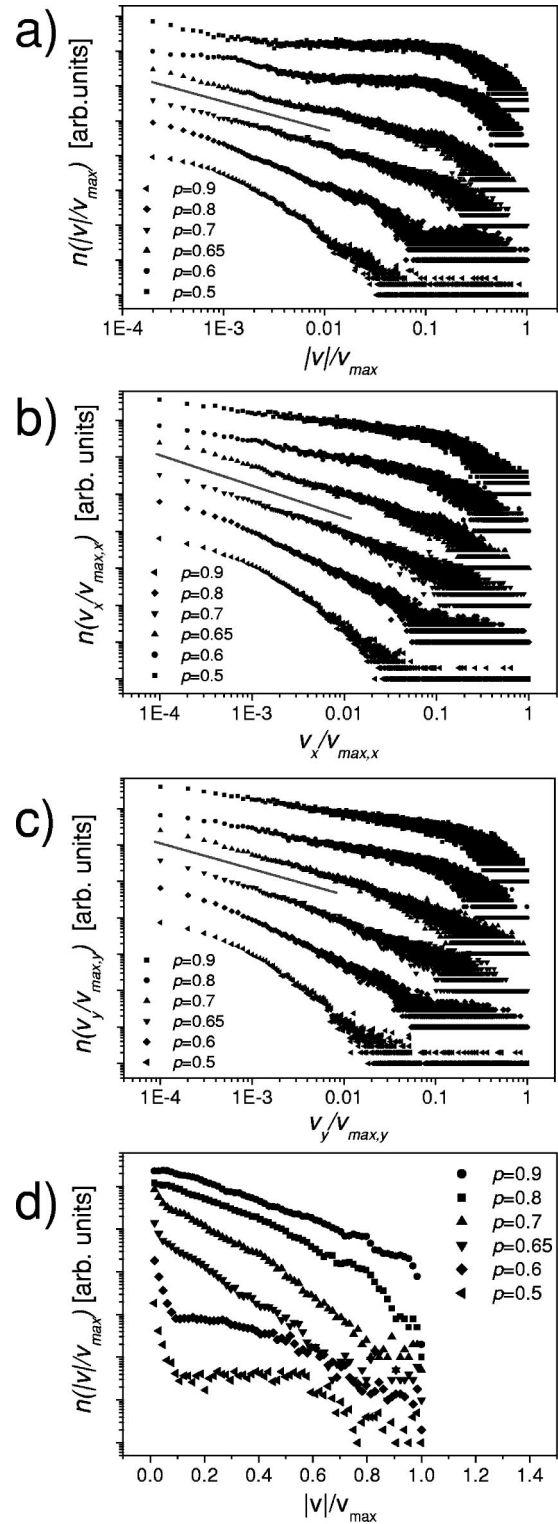 a)
n(|v|/v_max) [arb.units]
p=0.9
p=0.8
p=0.7
p=0.65
p=0.6
p=0.5
1E-4 1E-3 0.01 0.1 1
|v|/v_max
b)
n(v_x/v_max,x) [arb. units]
p=0.9
p=0.8
p=0.7
p=0.65
p=0.6
p=0.5
1E-4 1E-3 0.01 0.1 1
v_x/v_max,x
c)
n(v_y/v_max,y) [arb. units]
p=0.9
p=0.8
p=0.7
p=0.65
p=0.6
p=0.5
1E-4 1E-3 0.01 0.1 1
v_y/v_max,y
d)
n(|v|/v_max) [arb. units]
p=0.9
p=0.8
p=0.7
p=0.65
p=0.6
p=0.5
0.0 0.2 0.4 0.6 0.8 1.0 1.2 1.4
|v|/v_max